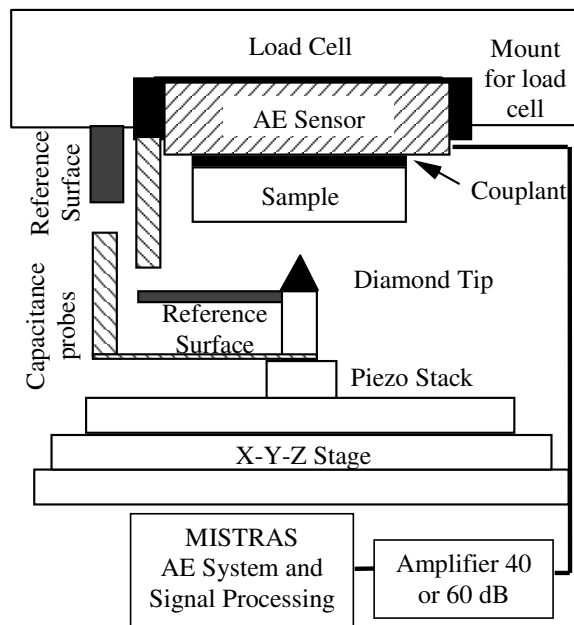 Load Cell
Mount
for load
cell
AE Sensor
Reference
Surface
Couplant
Sample
Capacitance
probes
Diamond Tip
Reference
Surface
Piezo Stack
X-Y-Z Stage
MISTRAS
AE System and
Signal Processing
Amplifier 40
or 60 dB